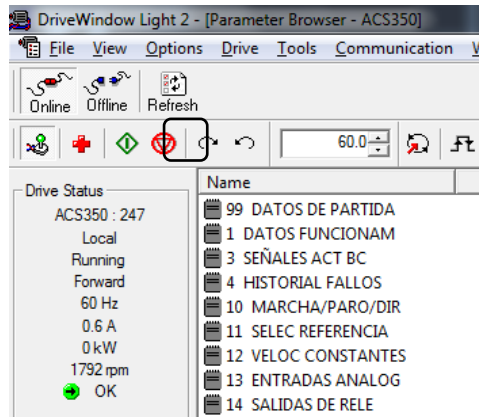 DriveWindow Light 2 - [Parameter Browser - ACS350]
File View Options Drive Tools Communication
Online Offline Refresh
60.0
Drive Status
ACS350 : 247
Local
Running
Forward
60 Hz
0.6 A
0 kW
1792 rpm
OK
Name
99 DATOS DE PARTIDA
1 DATOS FUNCIONAM
3 SEÑALES ACT BC
4 HISTORIAL FALLOS
10 MARCHA/PARO/DIR
11 SELEC REFERENCIA
12 VELOC CONSTANTES
13 ENTRADAS ANALOG
14 SALIDAS DE RELE